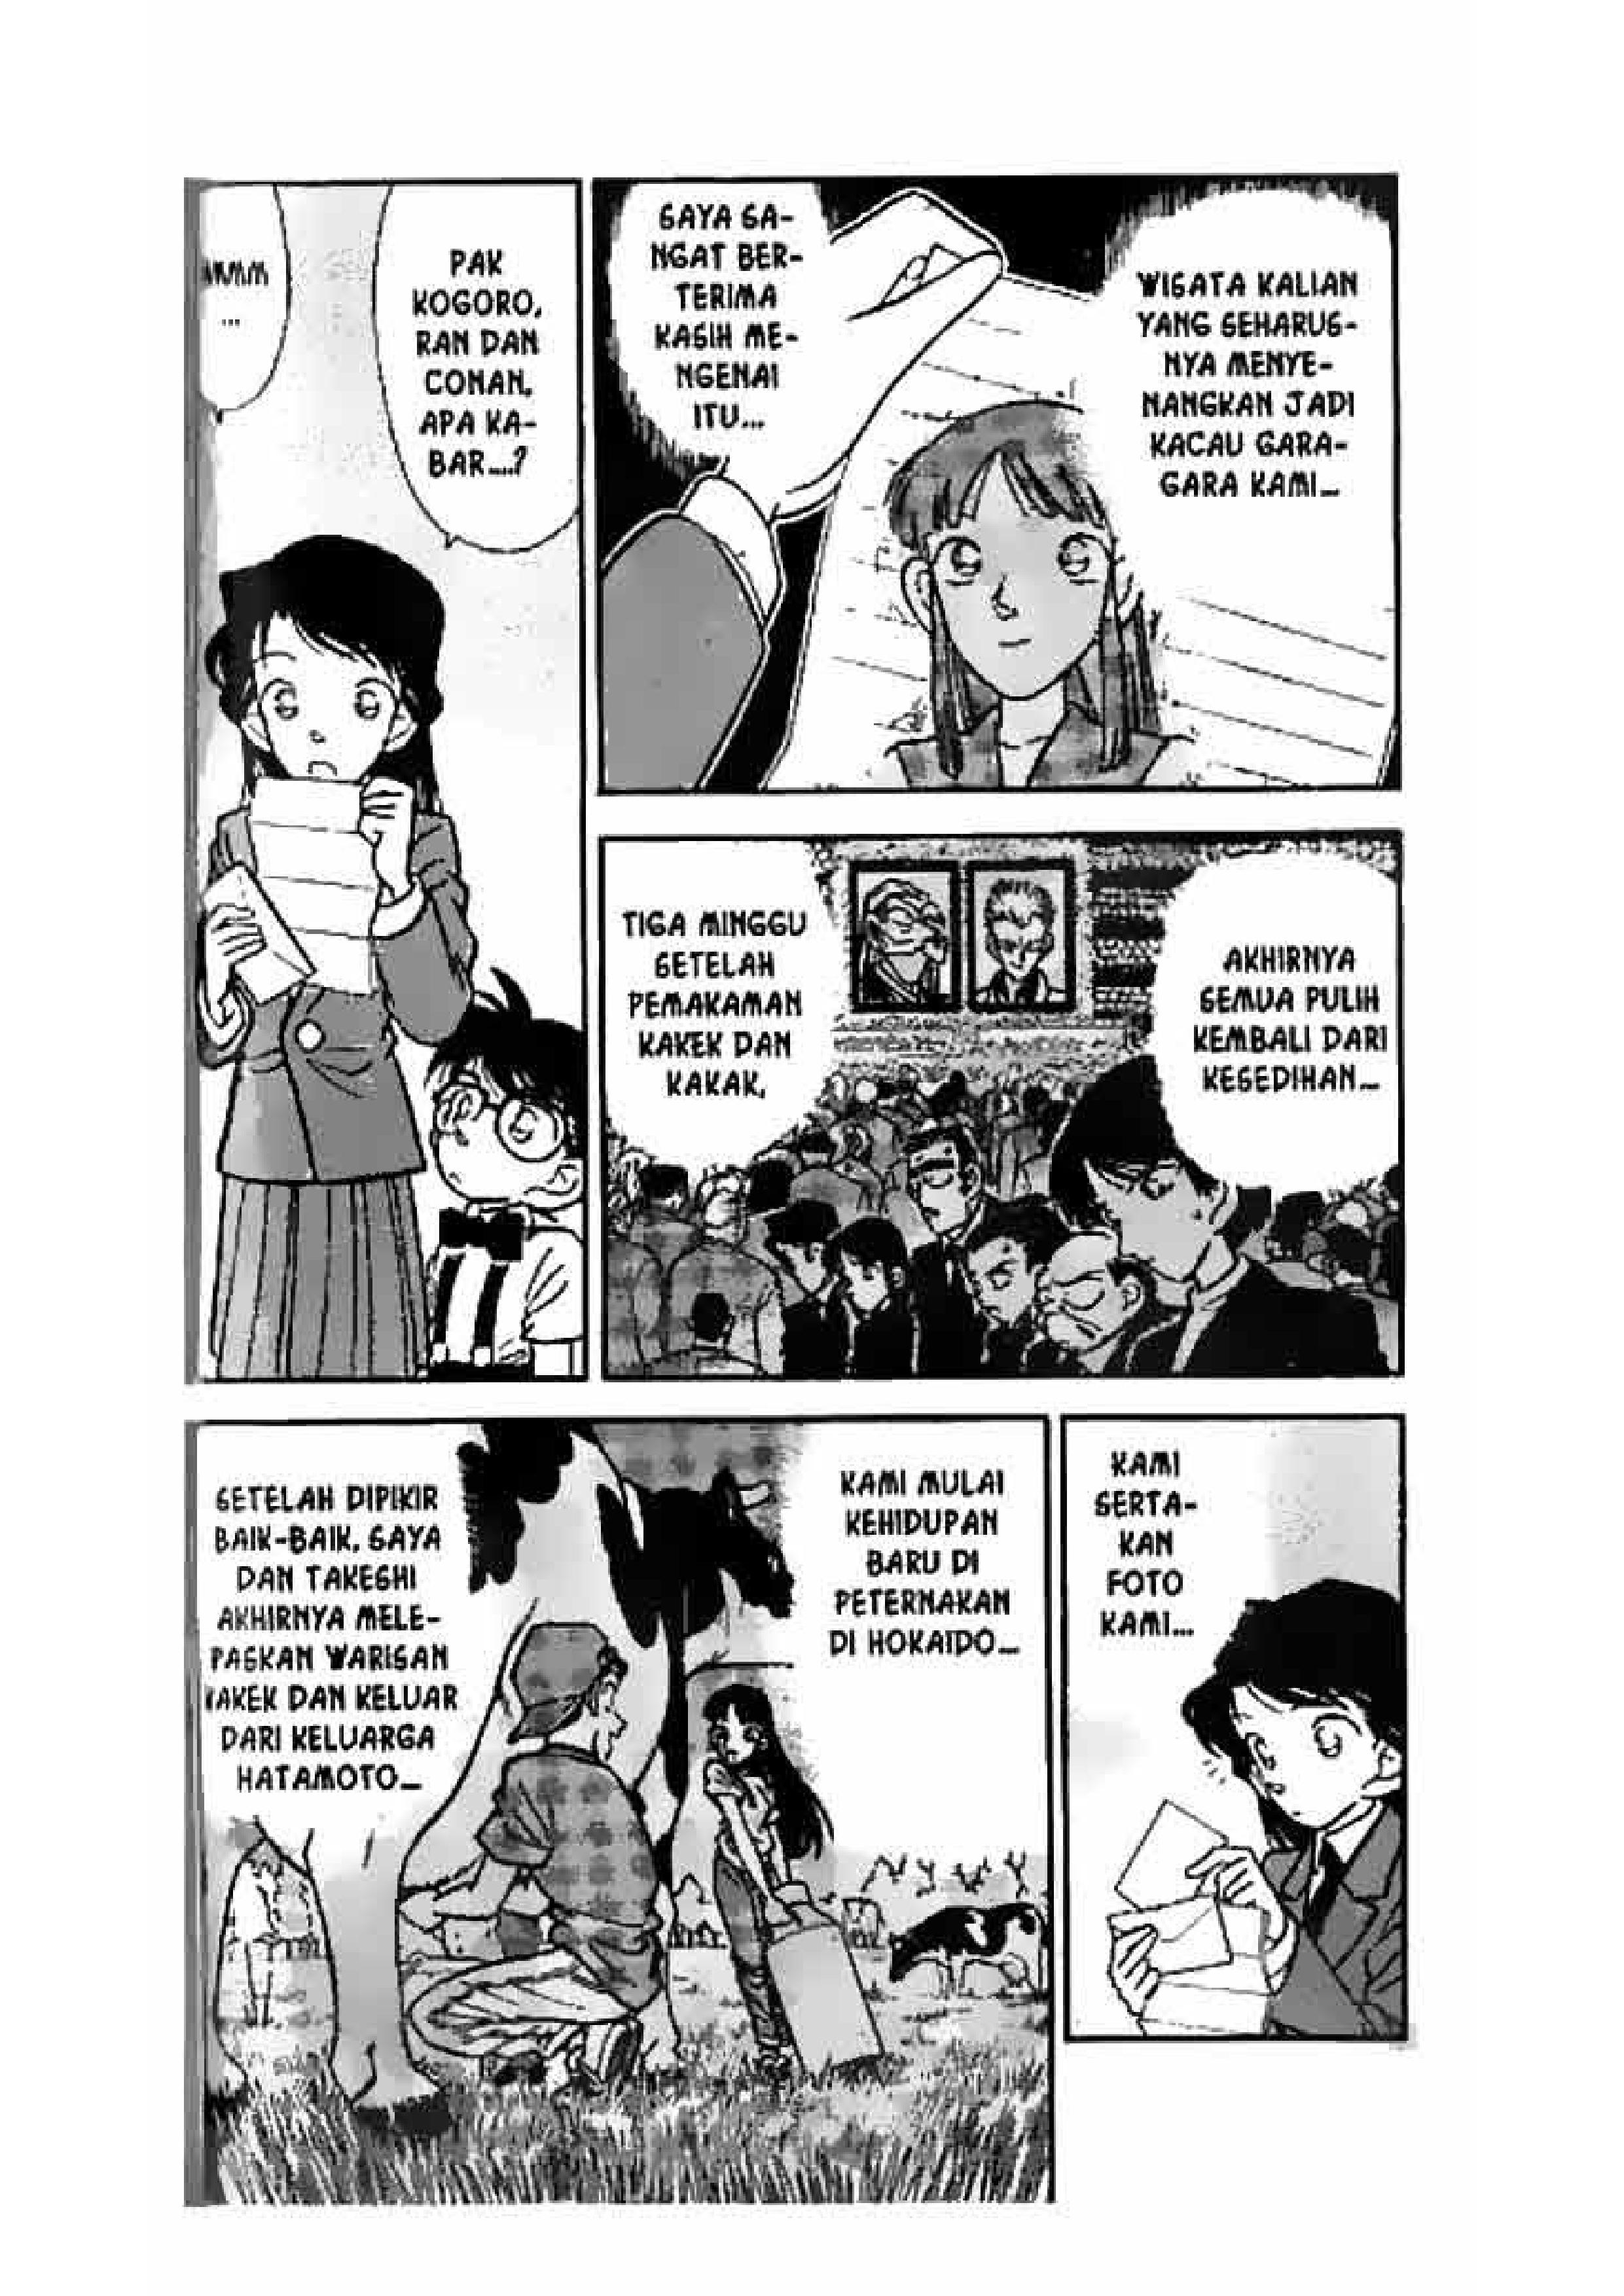 ...
PAK
KOGORO,
RAN DAN
CONAN,
APA KA-
BAR....?
SAYA SA-
NGAT BER-
TERIMA
KASIH ME-
NGENAI
ITU...
WISATA KALIAN
YANG SEHARUS-
NYA MENYE-
NANGKAN JADI
KACAU GARA-
GARA KAMI...
TIGA MINGGU
SETELAH
PEMAKAMAN
KAKEK DAN
KAKAK,
AKHIRNYA
SEMUA PULIH
KEMBALI DARI
KESEDIHAN...
SETELAH DIPIKIR
BAIK-BAIK, SAYA
DAN TAKESHI
AKHIRNYA MELE-
PASKAN WARISAN
KAKEK DAN KELUAR
DARI KELUARGA
HATAMOTO...
KAMI MULAI
KEHIDUPAN
BARU DI
PETERNAKAN
DI HOKAIDO...
KAMI
SERTA-
KAN
FOTO
KAMI...